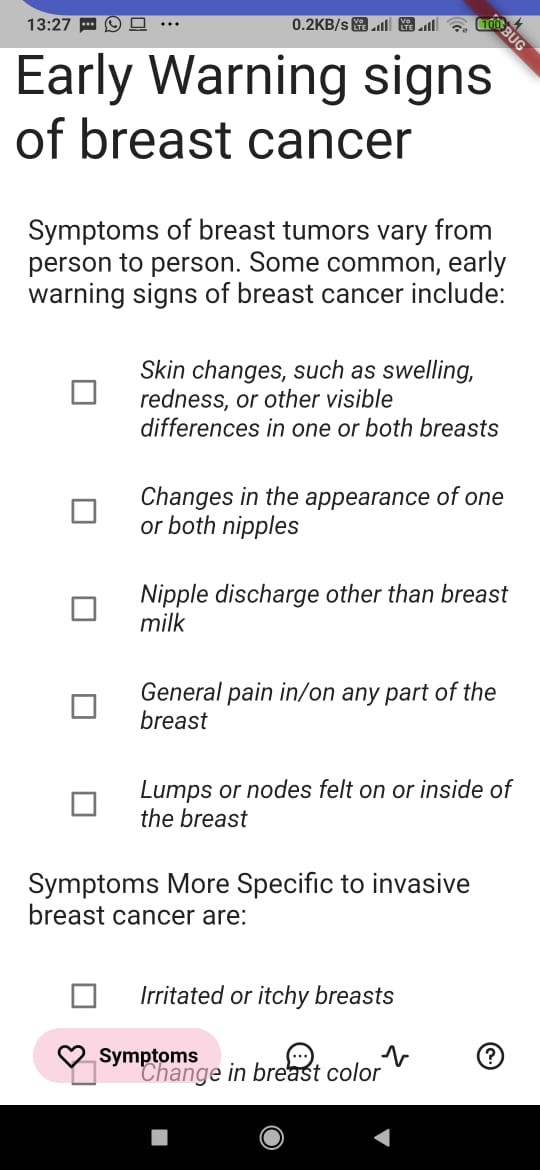 13:27 ... 0.2KB/s Vo LTE Vo LTE 100
BUG
Early Warning signs
of breast cancer
Symptoms of breast tumors vary from
person to person. Some common, early
warning signs of breast cancer include:
Skin changes, such as swelling,
redness, or other visible
differences in one or both breasts
Changes in the appearance of one
or both nipples
Nipple discharge other than breast
milk
General pain in/on any part of the
breast
Lumps or nodes felt on or inside of
the breast
Symptoms More Specific to invasive
breast cancer are:
Irritated or itchy breasts
Symptoms
Change in breast color